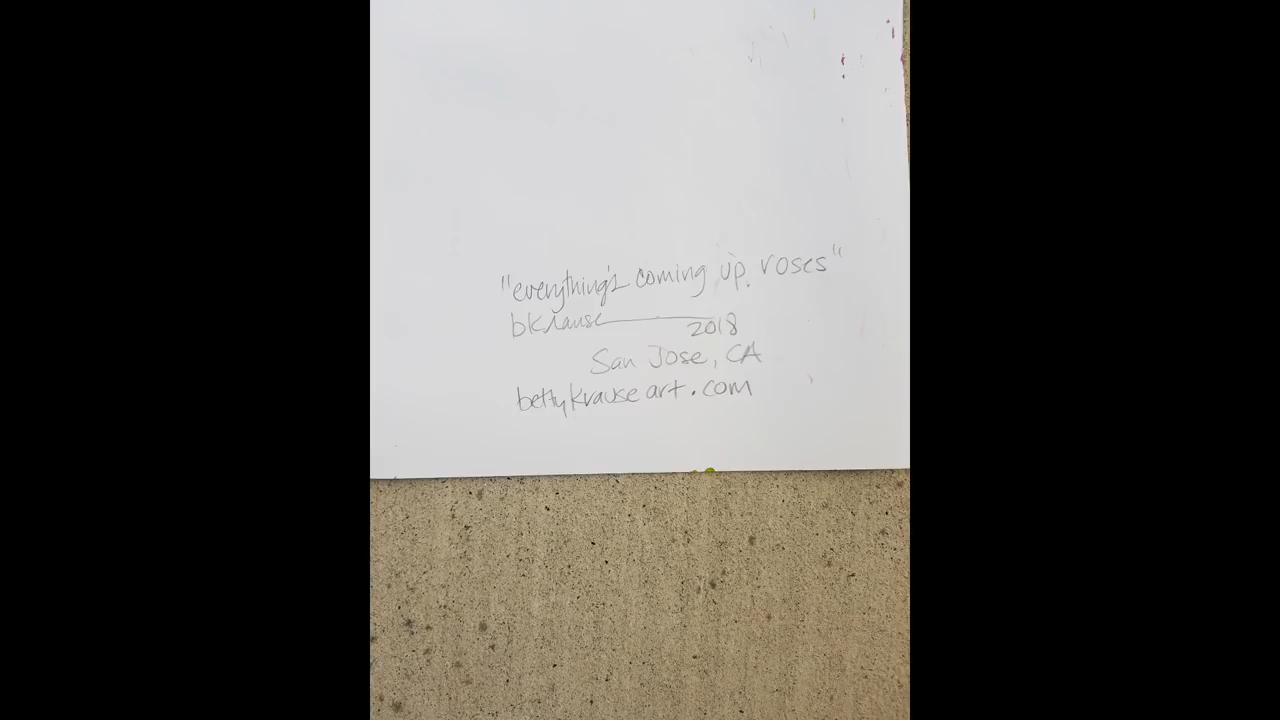 "everything's coming up roses"
bkrause 2018
San Jose, CA
bettykrauseart.com